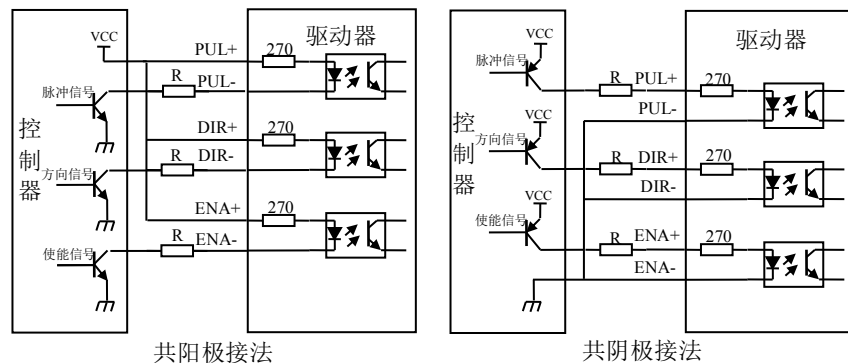 VCC
PUL+
270
驱动器
脉冲信号
R
PUL-
控制器
DIR+
270
方向信号
R
DIR-
ENA+
270
使能信号
R
ENA-
共阳极接法
VCC
脉冲信号
R
PUL+
270
驱动器
PUL-
控制器
VCC
方向信号
R
DIR+
270
DIR-
VCC
使能信号
R
ENA+
270
ENA-
共阴极接法